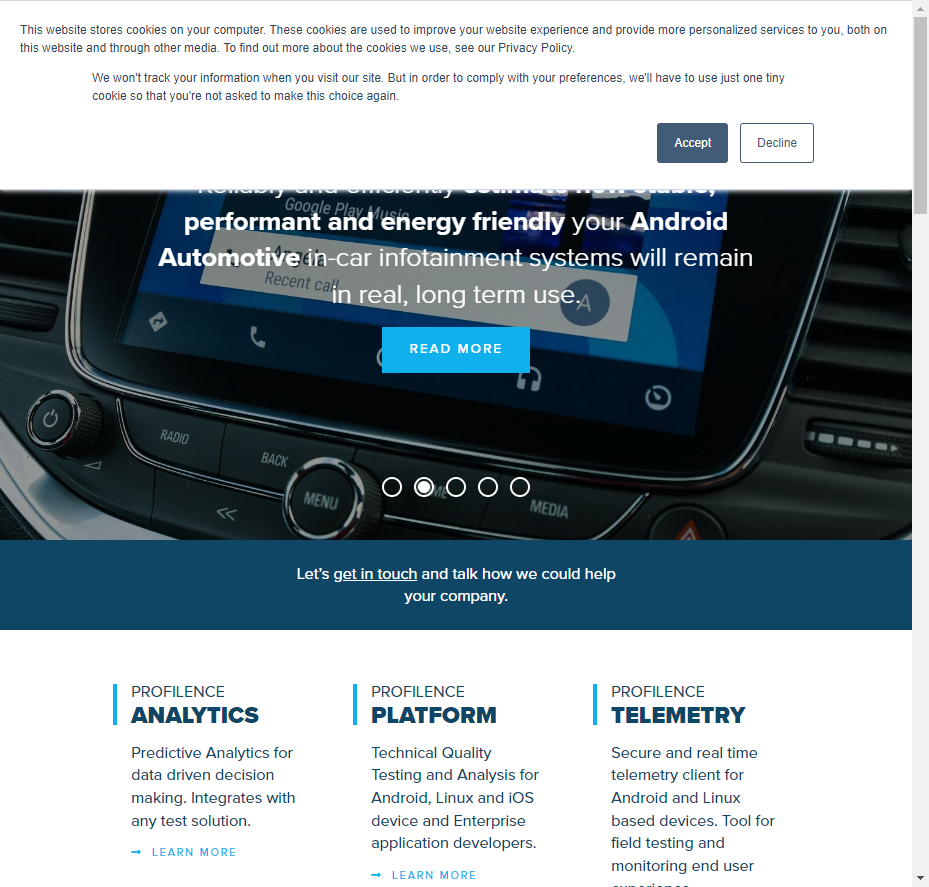 This website stores cookies on your computer. These cookies are used to improve your website experience and provide more personalized services to you, both on
this website and through other media. To find out more about the cookies we use, see our Privacy Policy.
We won't track your information when you visit our site. But in order to comply with your preferences, we'll have to use just one tiny
cookie so that you're not asked to make this choice again.
Accept
Decline
Reliably and efficiently estimate how stable,
performant and energy friendly your Android
Automotive in-car infotainment systems will remain
in real, long term use.
Google Play Music
Angela
Recent call
A
READ MORE
RADIO
BACK
MENU
MEDIA
Let's get in touch and talk how we could help
your company.
PROFILENCE
ANALYTICS
Predictive Analytics for
data driven decision
making. Integrates with
any test solution.
LEARN MORE
PROFILENCE
PLATFORM
Technical Quality
Testing and Analysis for
Android, Linux and iOS
device and Enterprise
application developers.
LEARN MORE
PROFILENCE
TELEMETRY
Secure and real time
telemetry client for
Android and Linux
based devices. Tool for
field testing and
monitoring end user
experience.